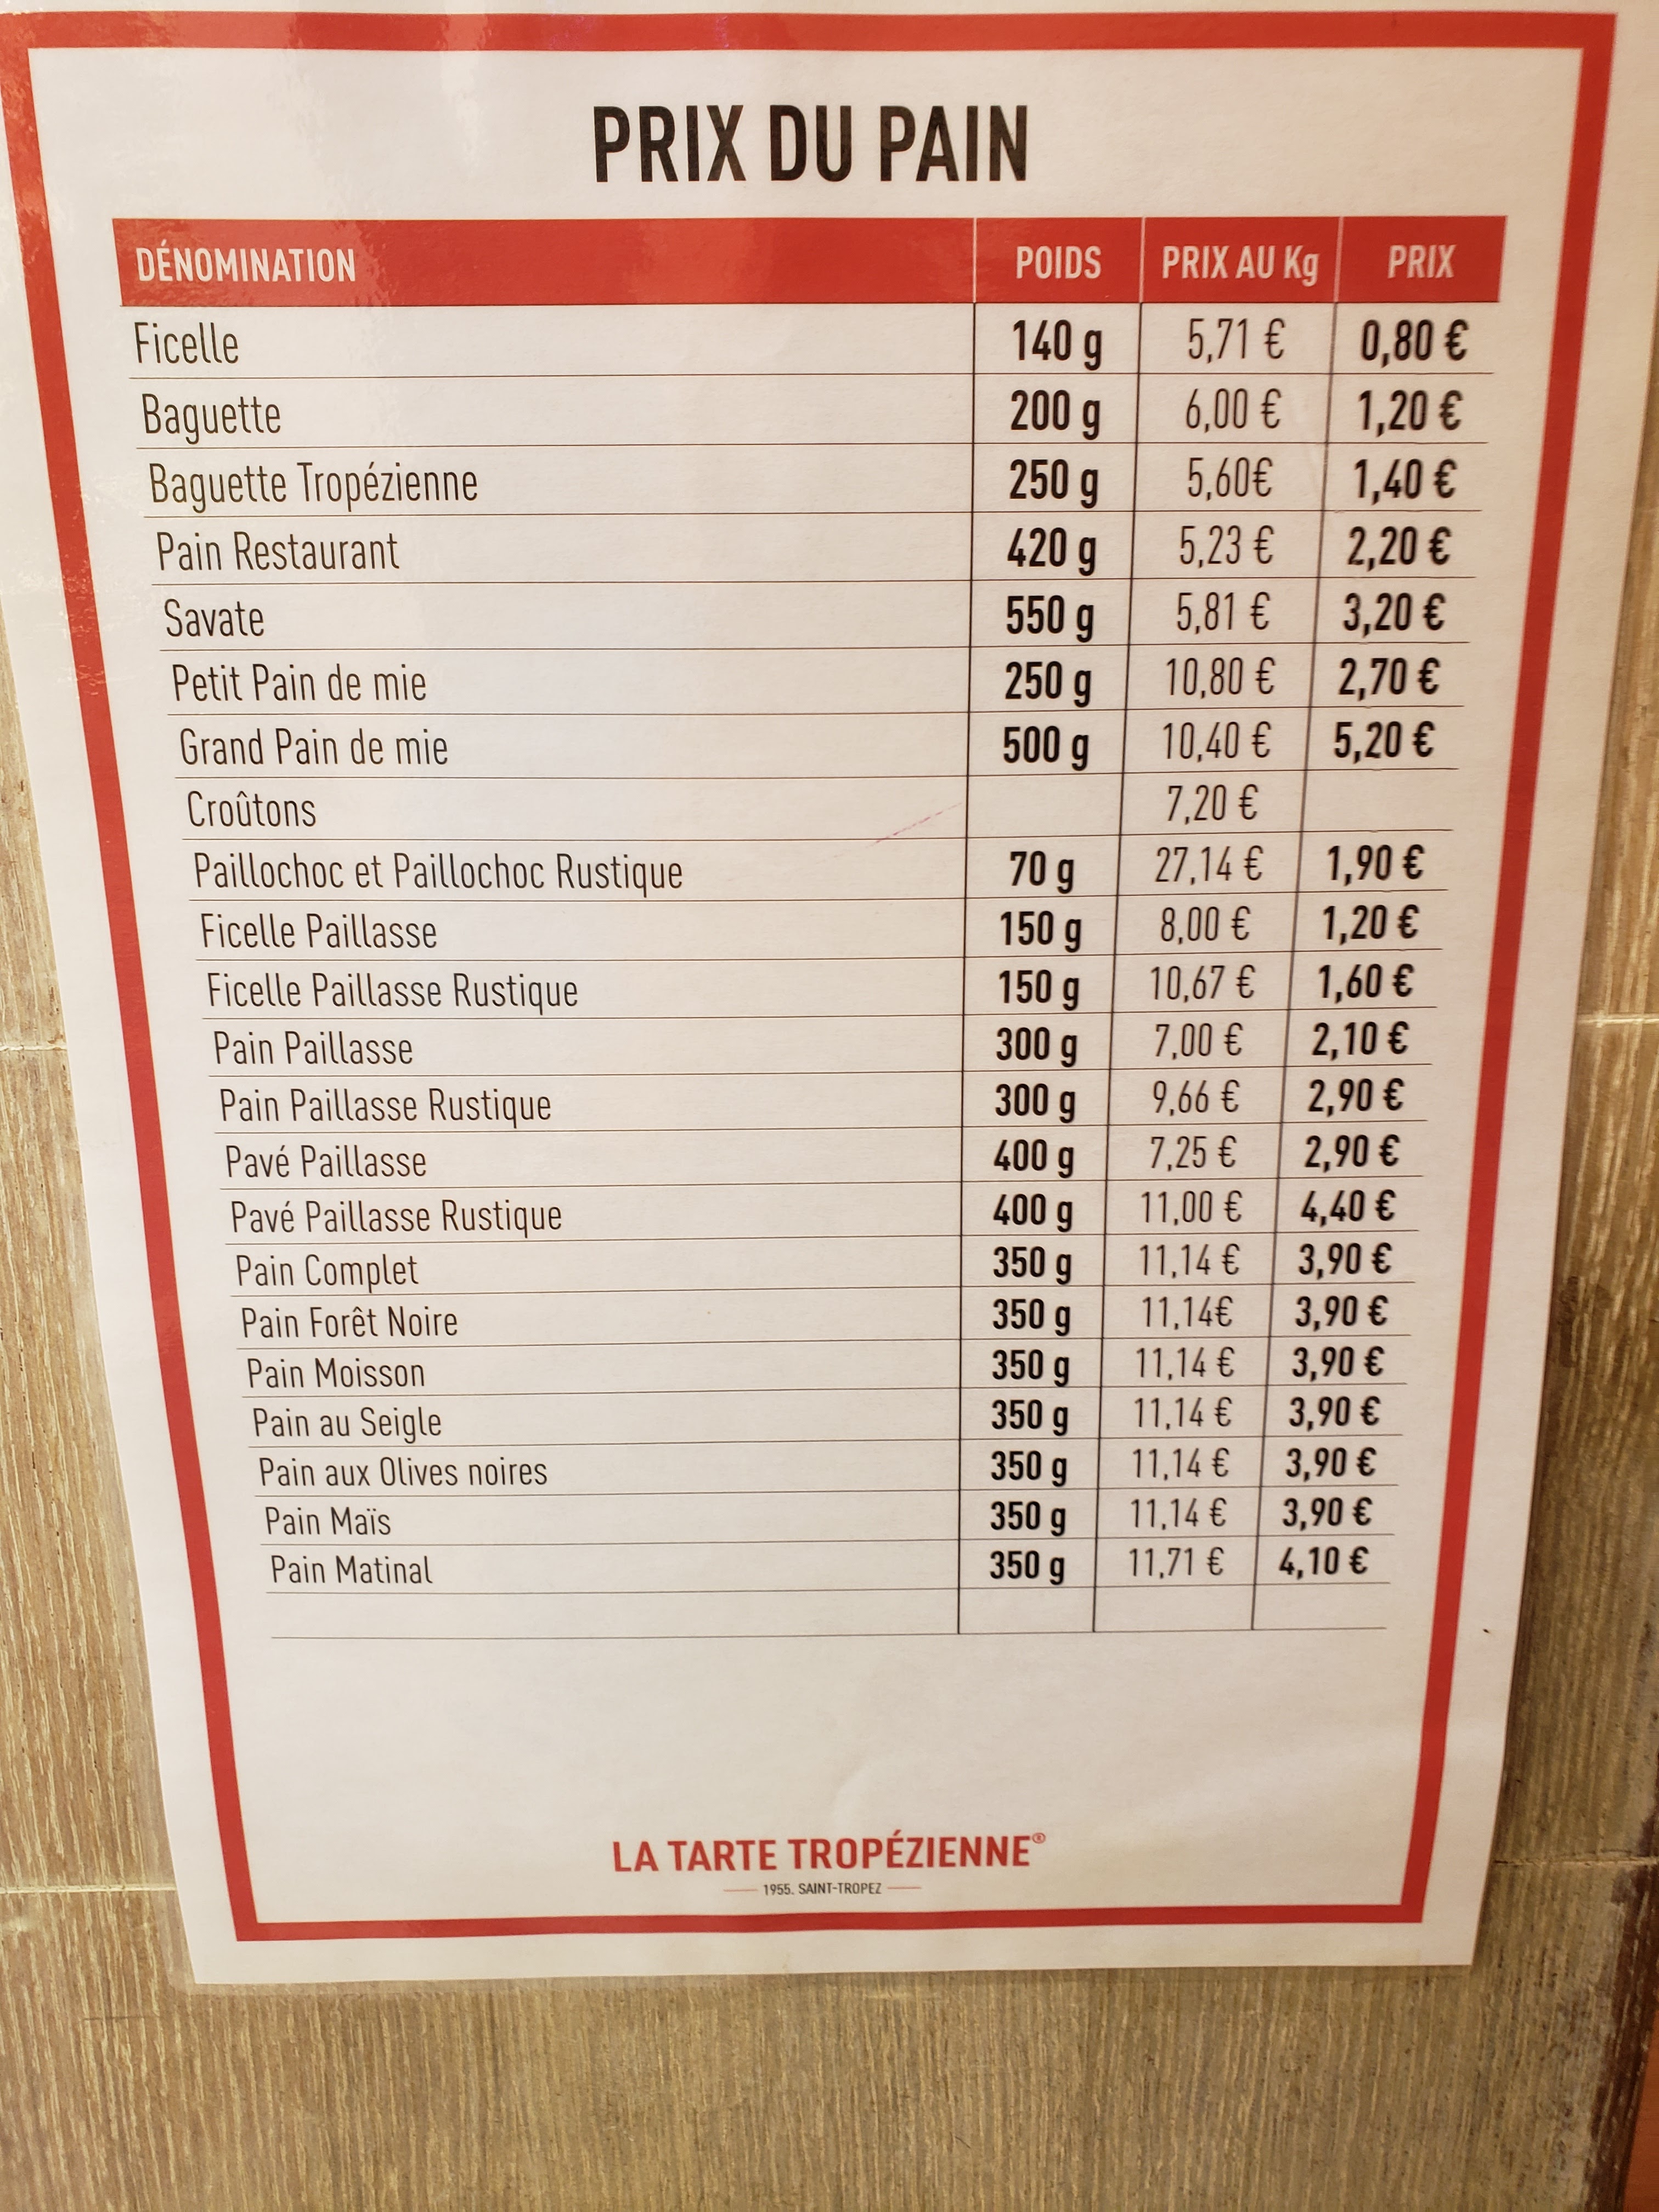 PRIX DU PAIN
DÉNOMINATION POIDS PRIX AU Kg PRIX
Ficelle 140 g 5,71 € 0,80 €
Baguette 200 g 6,00 € 1,20 €
Baguette Tropézienne 250 g 5,60€ 1,40 €
Pain Restaurant 420 g 5,23 € 2,20 €
Savate 550 g 5,81 € 3,20 €
Petit Pain de mie 250 g 10,80 € 2,70 €
Grand Pain de mie 500 g 10,40 € 5,20 €
Croûtons 7,20 €
Paillochoc et Paillochoc Rustique 70 g 27,14 € 1,90 €
Ficelle Paillasse 150 g 8,00 € 1,20 €
Ficelle Paillasse Rustique 150 g 10,67 € 1,60 €
Pain Paillasse 300 g 7,00 € 2,10 €
Pain Paillasse Rustique 300 g 9,66 € 2,90 €
Pavé Paillasse 400 g 7,25 € 2,90 €
Pavé Paillasse Rustique 400 g 11,00 € 4,40 €
Pain Complet 350 g 11,14 € 3,90 €
Pain Forêt Noire 350 g 11,14€ 3,90 €
Pain Moisson 350 g 11,14 € 3,90 €
Pain au Seigle 350 g 11,14 € 3,90 €
Pain aux Olives noires 350 g 11,14 € 3,90 €
Pain Maïs 350 g 11,14 € 3,90 €
Pain Matinal 350 g 11,71 € 4,10 €
LA TARTE TROPÉZIENNE®
1955. SAINT-TROPEZ